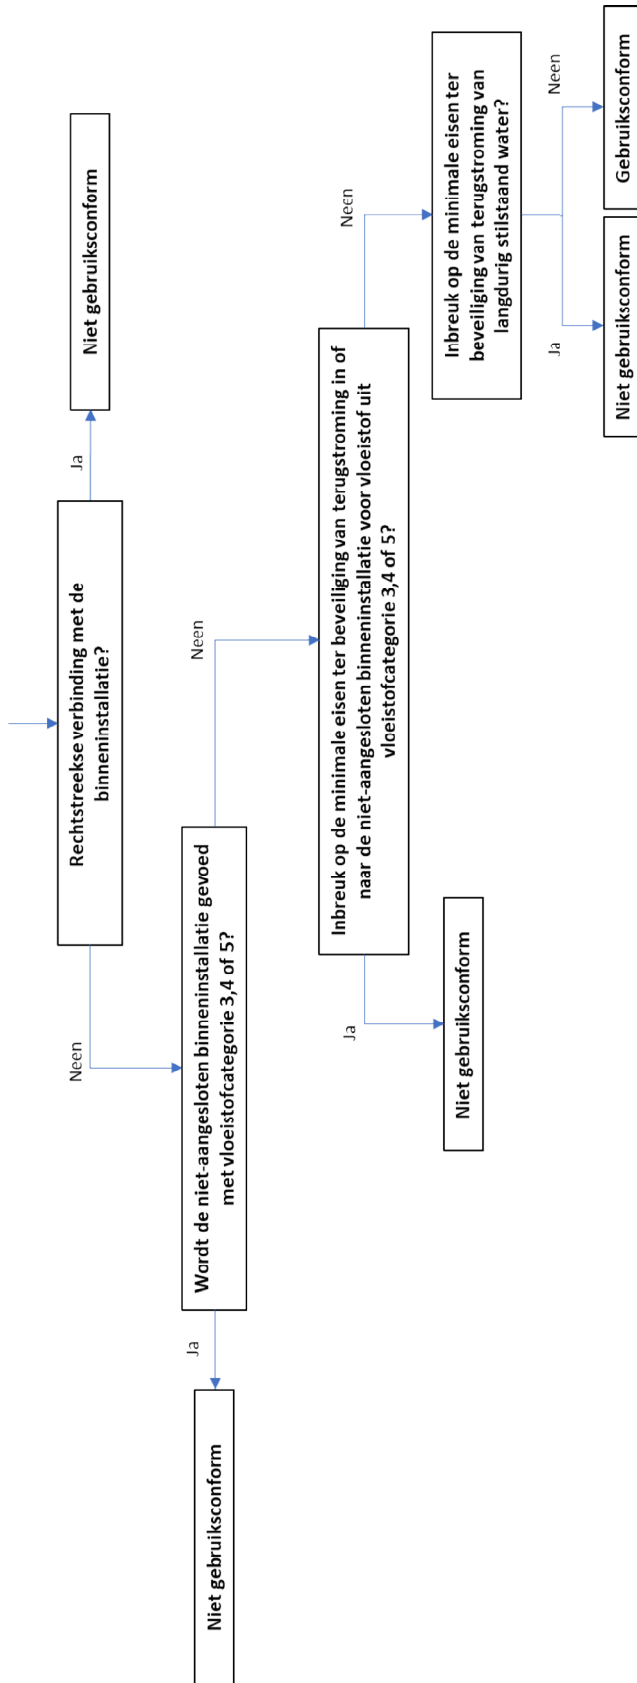 Rechtstreekse verbinding met de
binneninstallatie?
Ja
Niet gebruiksconform
Neen
Wordt de niet-aangesloten binneninstallatie gevoed
met vloeistofcategorie 3,4 of 5?
Ja
Niet gebruiksconform
Neen
Inbreuk op de minimale eisen ter beveiliging van terugstroming in of
naar de niet-aangesloten binneninstallatie voor vloeistof uit
vloeistofcategorie 3,4 of 5?
Ja
Niet gebruiksconform
Neen
Inbreuk op de minimale eisen ter
beveiliging van terugstroming van
langdurig stilstaand water?
Ja
Niet gebruiksconform
Neen
Gebruiksconform